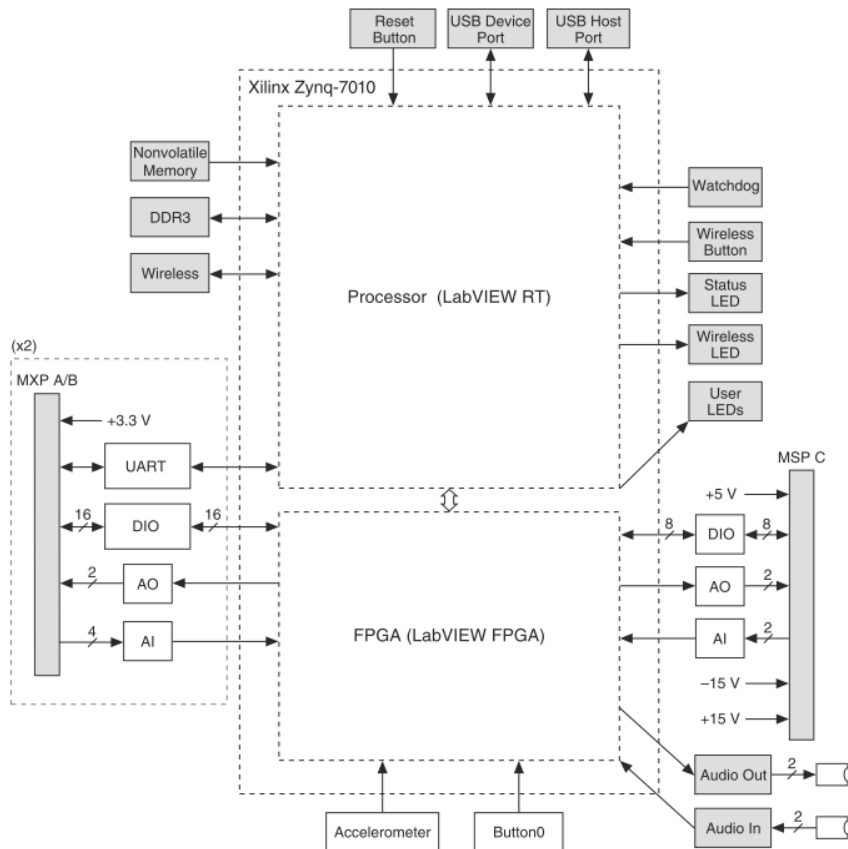 Reset
Button
USB Device
Port
USB Host
Port
Xilinx Zynq-7010
Nonvolatile
Memory
DDR3
Wireless
Processor (LabVIEW RT)
Watchdog
Wireless
Button
Status
LED
Wireless
LED
User
LEDs
(x2)
MXP A/B
+3.3 V
UART
16
DIO
16
2
AO
4
AI
FPGA (LabVIEW FPGA)
MSP C
+5 V
8
DIO
8
AO
2
AI
2
–15 V
+15 V
Audio Out
2
Audio In
2
Accelerometer
Button0